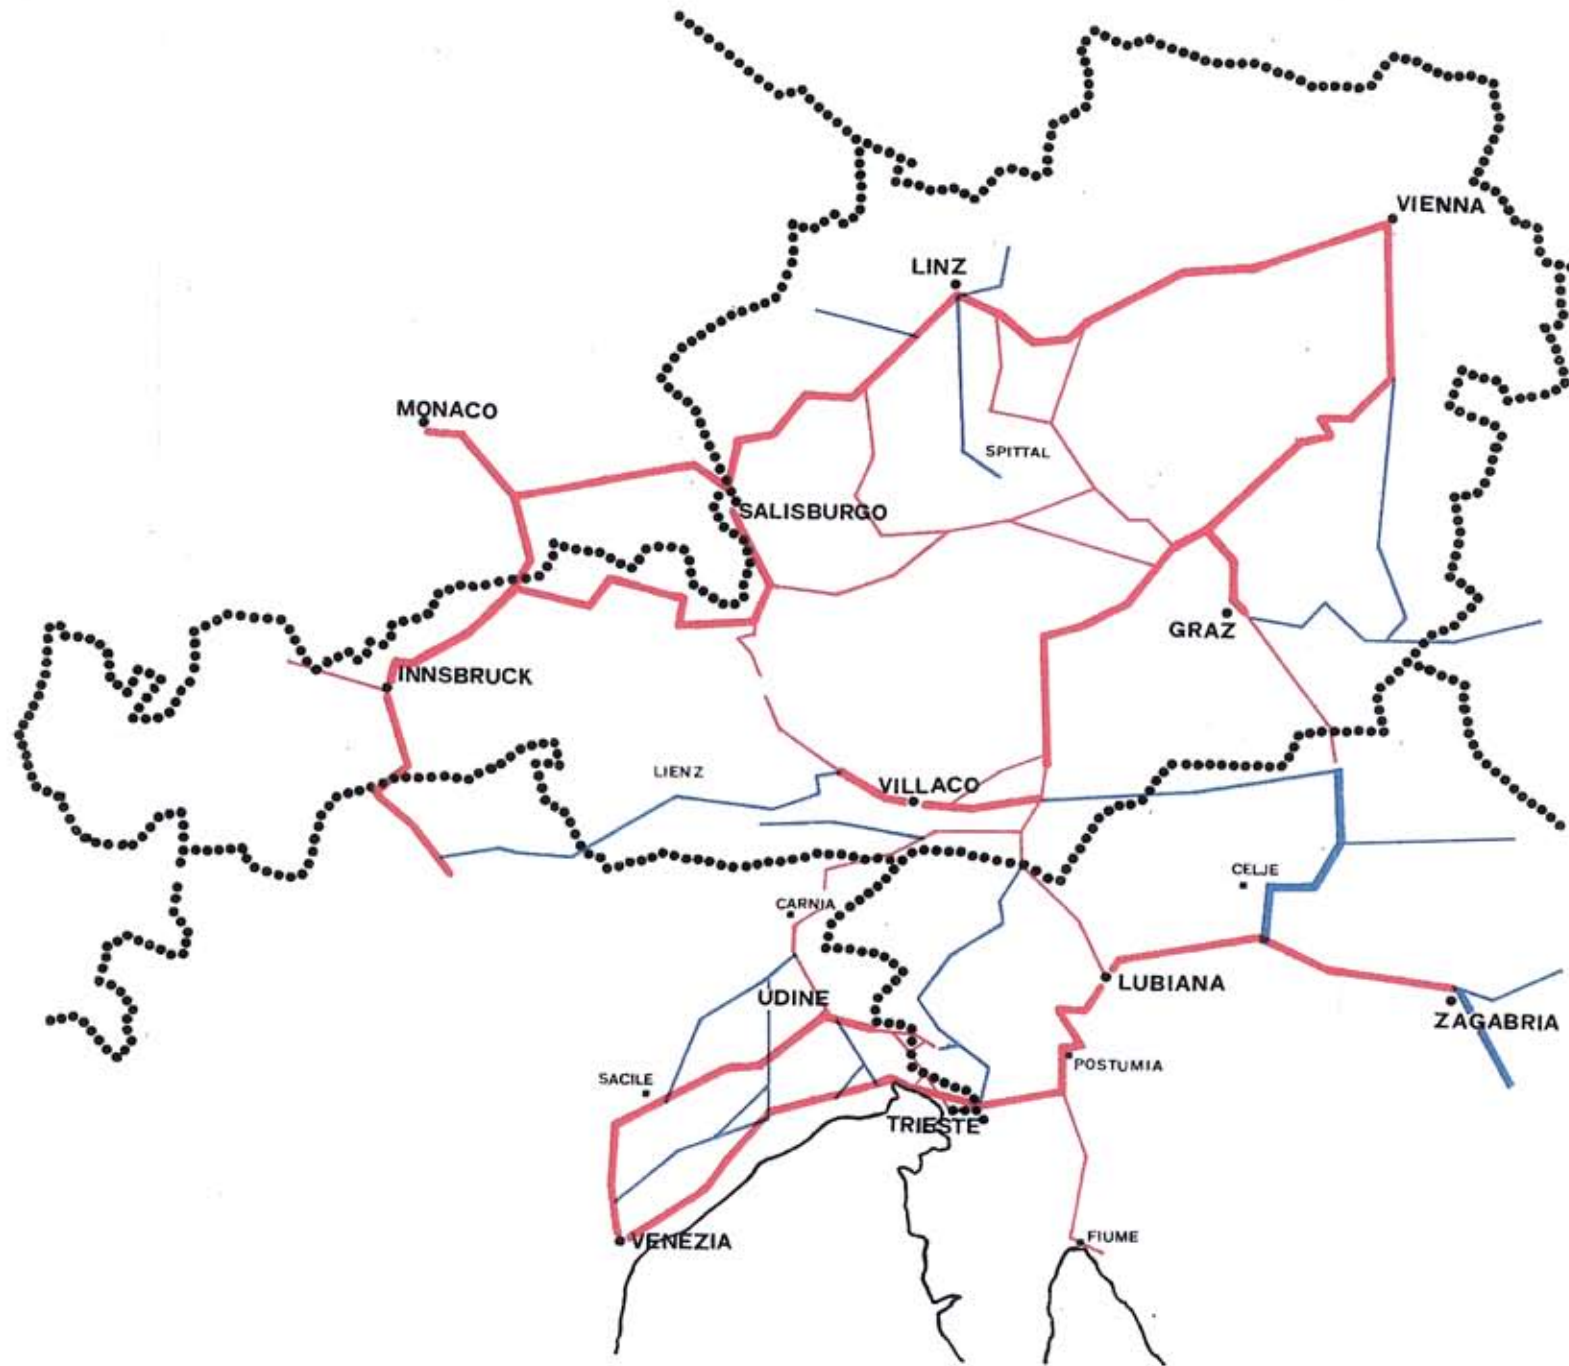 VIENNA
LINZ
MONACO
SPITTAL
SALISBURGO
GRAZ
INNSBRUCK
LIENZ
VILLACO
CELJE
CARNIA
LUBIANA
UDINE
ZAGABRIA
POSTUMIA
SACILE
TRIESTE
VENEZIA
FIUME